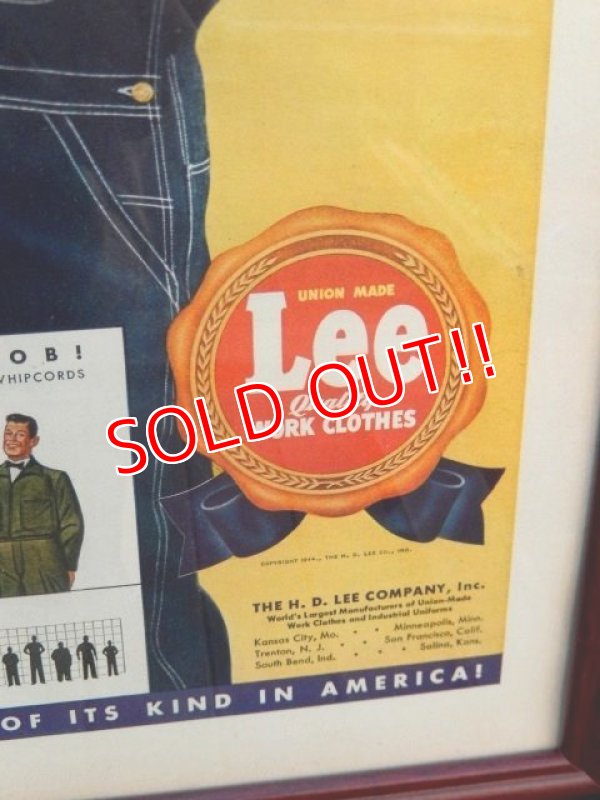 UNION MADE
Lee
Quality
WORK CLOTHES
SOLD OUT!!
OB!
WHIPCORDS
THE H. D. LEE COMPANY, Inc.
World's Largest Manufacturers of Union-Made
Work Clothes and Industrial Uniforms
Kansas City, Mo. • • Minneapolis, Minn.
Trenton, N. J. • • San Francisco, Calif.
South Bend, Ind. • • Salina, Kans.
OF ITS KIND IN AMERICA!